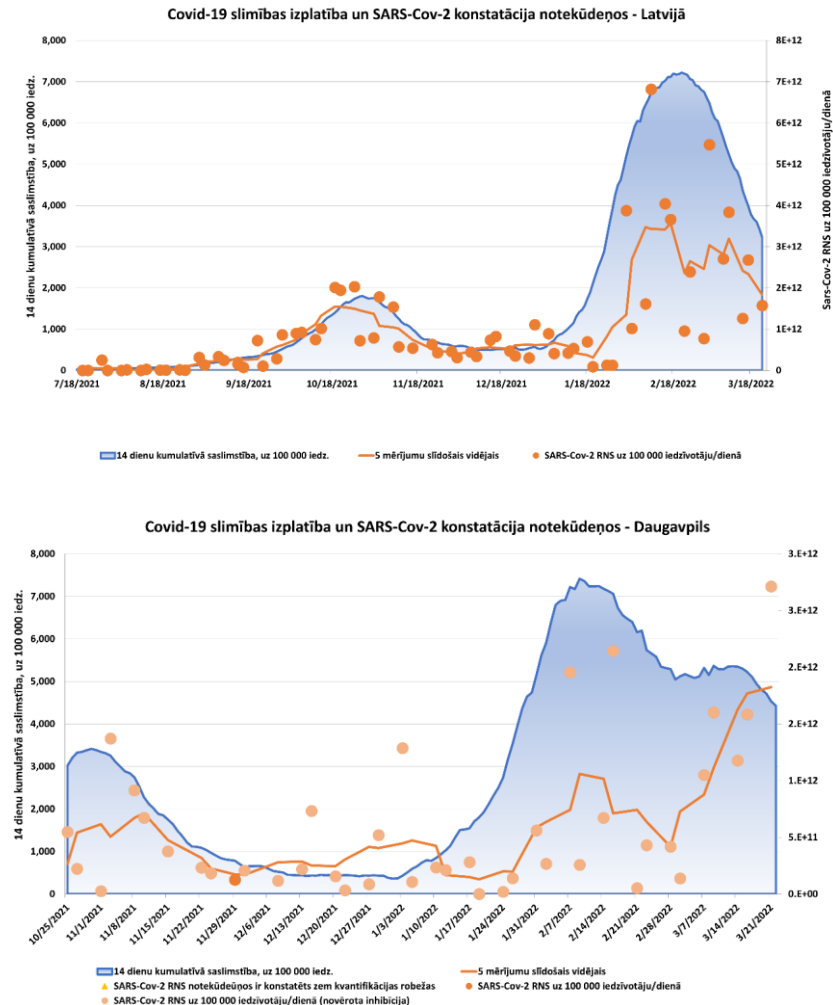 Covid-19 slimības izplatība un SARS-Cov-2 konstatācija notekūdeņos - Latvijā
14 dienu kumulatīvā saslimstība, uz 100 000 iedz.
8,000
7,000
6,000
5,000
4,000
3,000
2,000
1,000
0
8E+12
7E+12
6E+12
5E+12
4E+12
3E+12
2E+12
1E+12
0
Sars-Cov-2 RNS uz 100 000 iedzīvotāju/dienā
7/18/2021 8/18/2021 9/18/2021 10/18/2021 11/18/2021 12/18/2021 1/18/2022 2/18/2022 3/18/2022
14 dienu kumulatīvā saslimstība, uz 100 000 iedz. 5 mērījumu slīdošais vidējais SARS-Cov-2 RNS uz 100 000 iedzīvotāju/dienā
Covid-19 slimības izplatība un SARS-Cov-2 konstatācija notekūdeņos - Daugavpils
14 dienu kumulatīvā saslimstība, uz 100 000 iedz.
8,000
7,000
6,000
5,000
4,000
3,000
2,000
1,000
0
3.E+12
3.E+12
2.E+12
2.E+12
1.E+12
5.E+11
0.E+00
10/25/2021 11/1/2021 11/8/2021 11/15/2021 11/22/2021 11/29/2021 12/6/2021 12/13/2021 12/20/2021 12/27/2021 1/3/2022 1/10/2022 1/17/2022 1/24/2022 1/31/2022 2/7/2022 2/14/2022 2/21/2022 2/28/2022 3/7/2022 3/14/2022 3/21/2022
14 dienu kumulatīvā saslimstība, uz 100 000 iedz. 5 mērījumu slīdošais vidējais
SARS-Cov-2 RNS notekūdeūņos ir konstatēts zem kvantifikācijas robežas SARS-Cov-2 RNS uz 100 000 iedzīvotāju/dienā
SARS-Cov-2 RNS uz 100 000 iedzīvotāju/dienā (novērota inhibīcija)